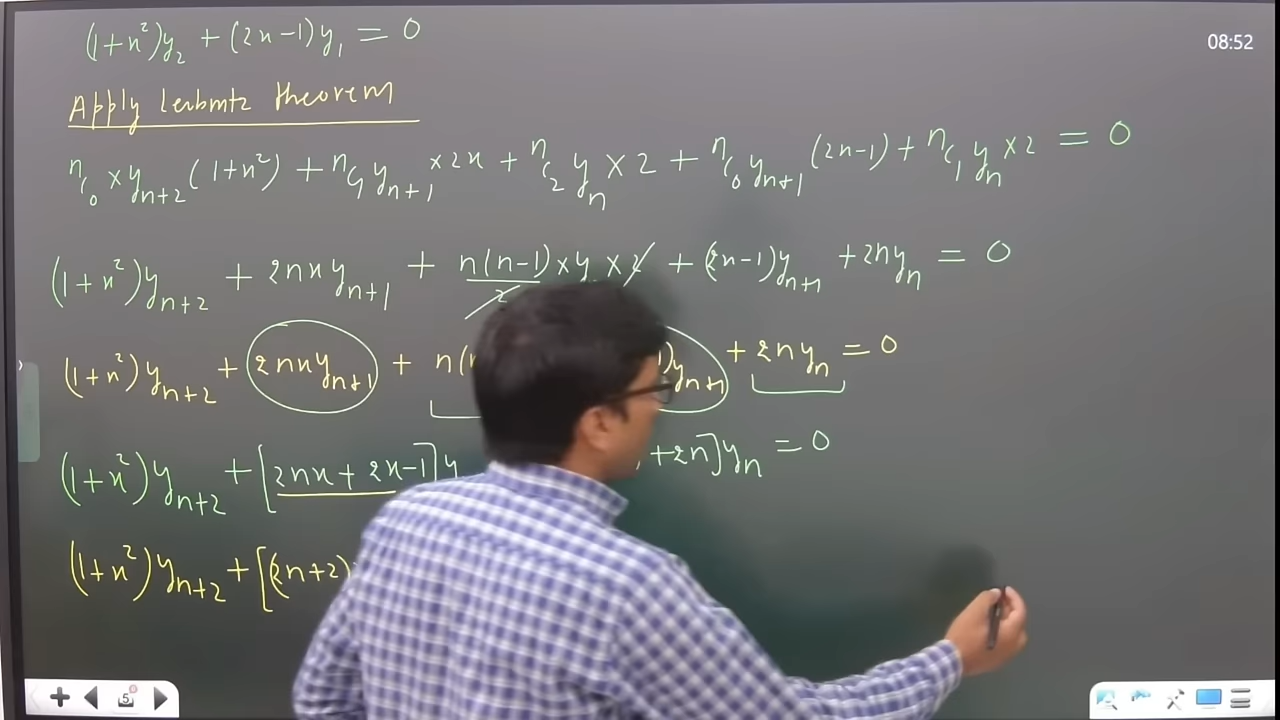 08:52
(1+x²)y₂ + (2x−1)y₁ = 0
Apply Leibnitz theorem
ⁿC₀ × yₙ₊₂ (1+x²) + ⁿC₁ yₙ₊₁ × 2x + ⁿC₂ yₙ × 2 + ⁿC₀ yₙ₊₁ (2x−1) + ⁿC₁ yₙ × 2 = 0
(1+x²)yₙ₊₂ + 2nxyₙ₊₁ + n(n−1)/2 × y × 2 + (2x−1)yₙ₊₁ + 2nyₙ = 0
(1+x²)yₙ₊₂ + 2nxyₙ₊₁ + n( )yₙ₊₁ + 2nyₙ = 0
(1+x²)yₙ₊₂ + [2nx + 2x−1]y +2n]yₙ = 0
(1+x²)yₙ₊₂ + [(2n+2)
5